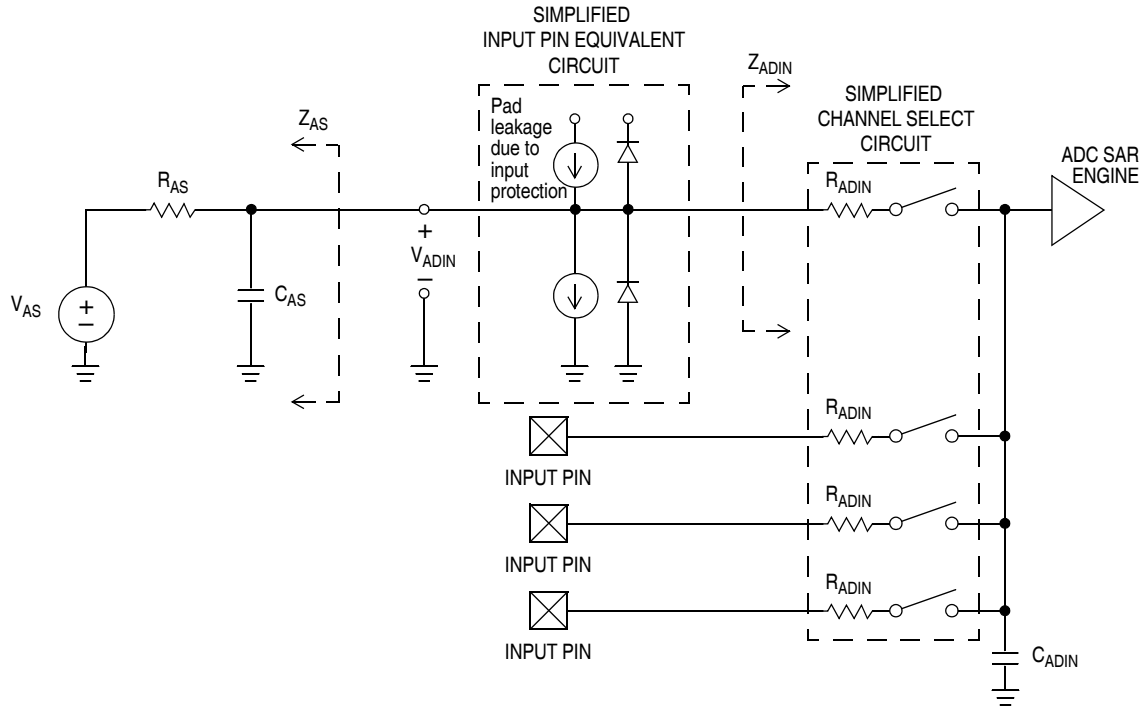 SIMPLIFIED
INPUT PIN EQUIVALENT
CIRCUIT
Pad
leakage
due to
input
protection
Z_AS
Z_ADIN
SIMPLIFIED
CHANNEL SELECT
CIRCUIT
ADC SAR
ENGINE
R_AS
R_ADIN
+
V_ADIN
–
C_AS
V_AS
+
–
R_ADIN
INPUT PIN
R_ADIN
INPUT PIN
R_ADIN
INPUT PIN
C_ADIN